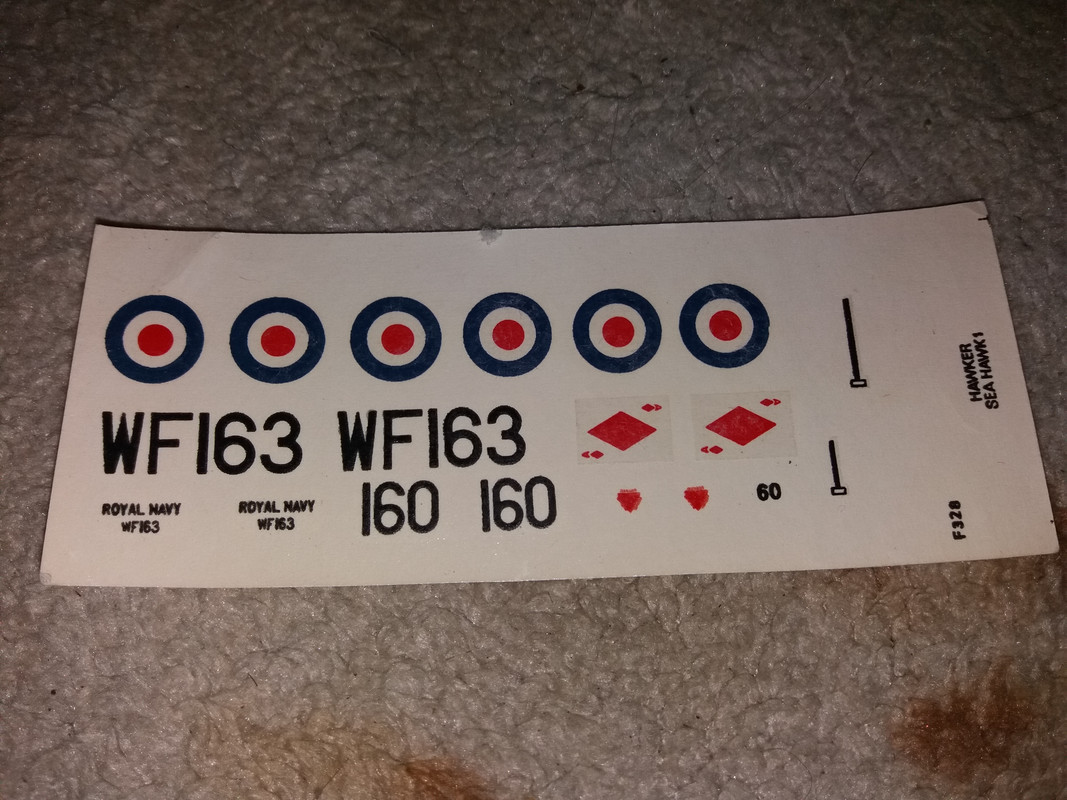 WF163 WF163
ROYAL NAVY
WF163
ROYAL NAVY
WF163
160 160
60
HAWKER
SEA HAWK 1
F328